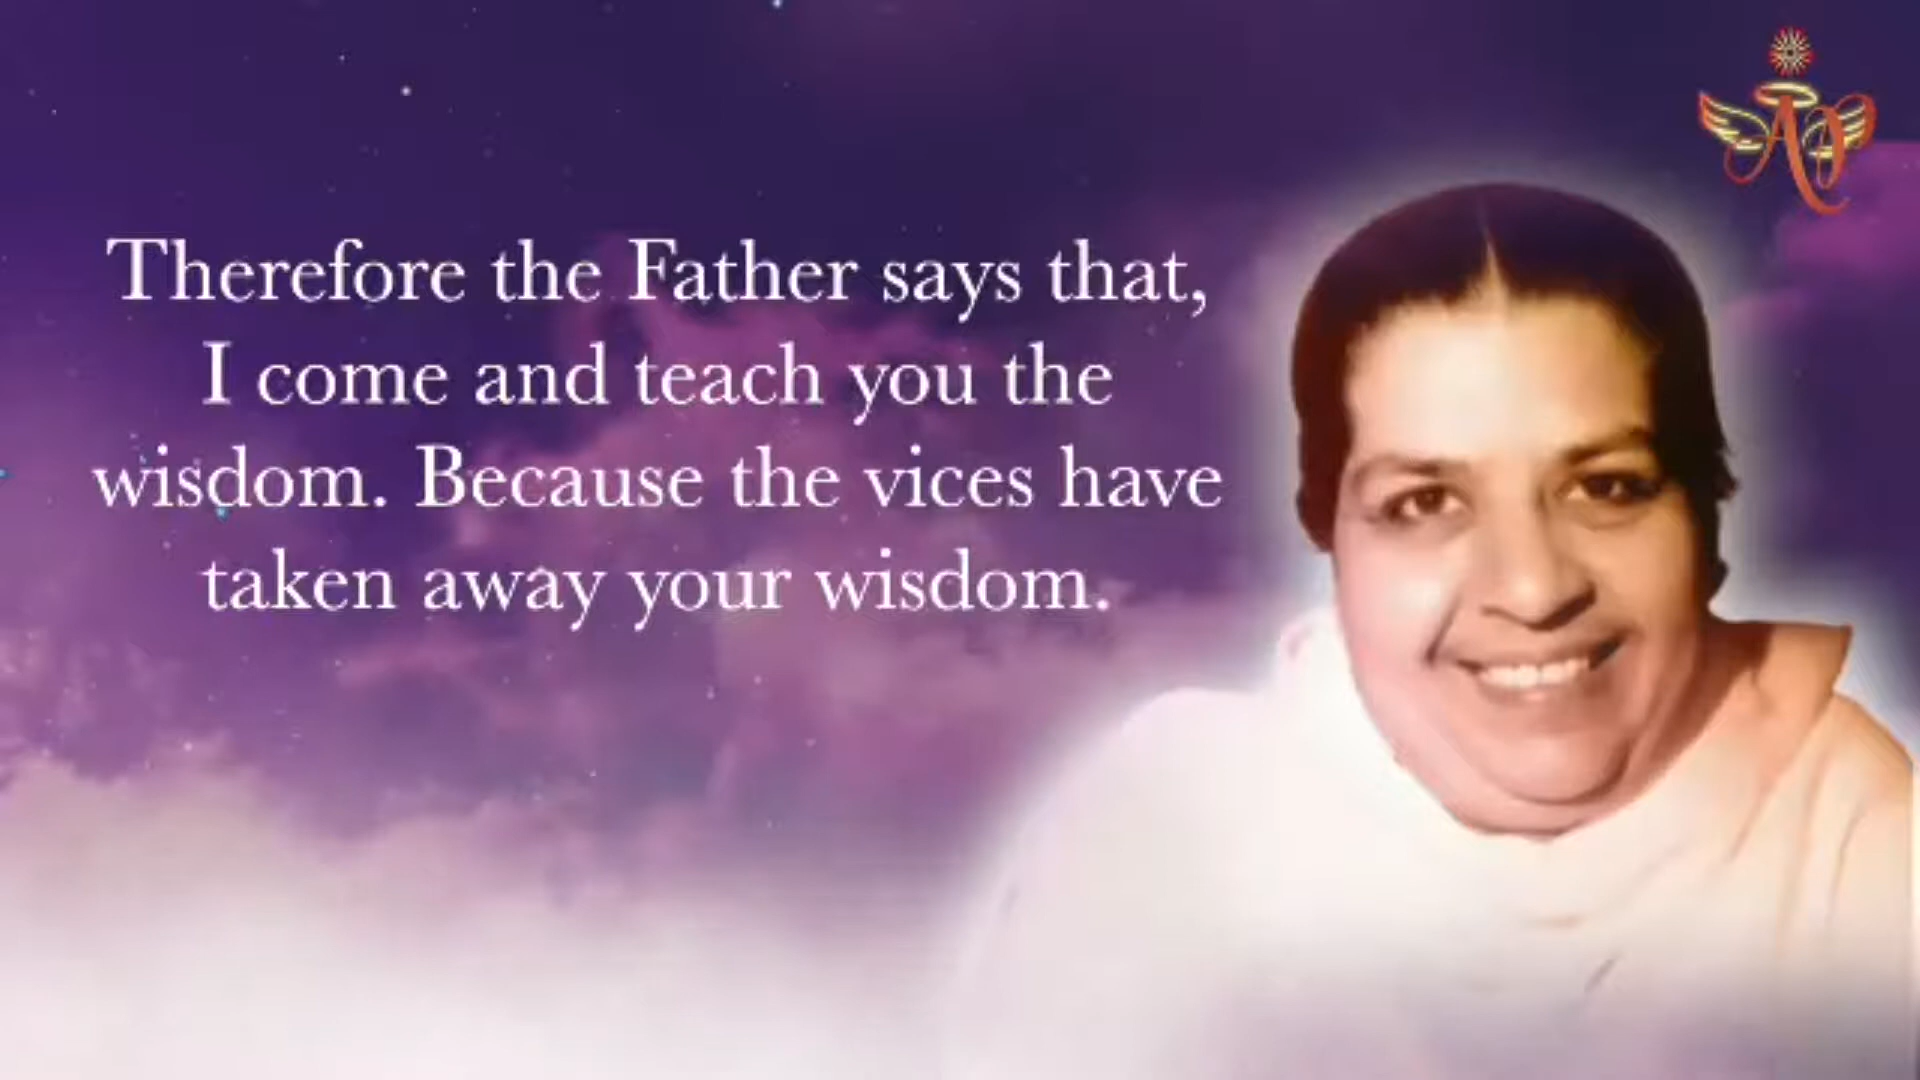 Therefore the Father says that,
I come and teach you the
wisdom. Because the vices have
taken away your wisdom.